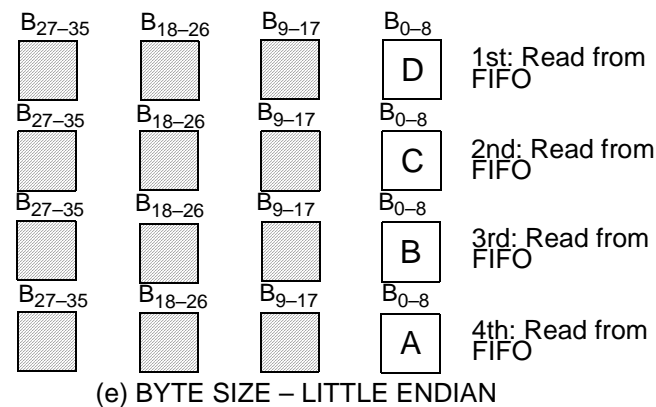 B27–35 B18–26 B9–17 B0–8
D 1st: Read from
FIFO
B27–35 B18–26 B9–17 B0–8
C 2nd: Read from
FIFO
B27–35 B18–26 B9–17 B0–8
B 3rd: Read from
FIFO
B27–35 B18–26 B9–17 B0–8
A 4th: Read from
FIFO
(e) BYTE SIZE – LITTLE ENDIAN